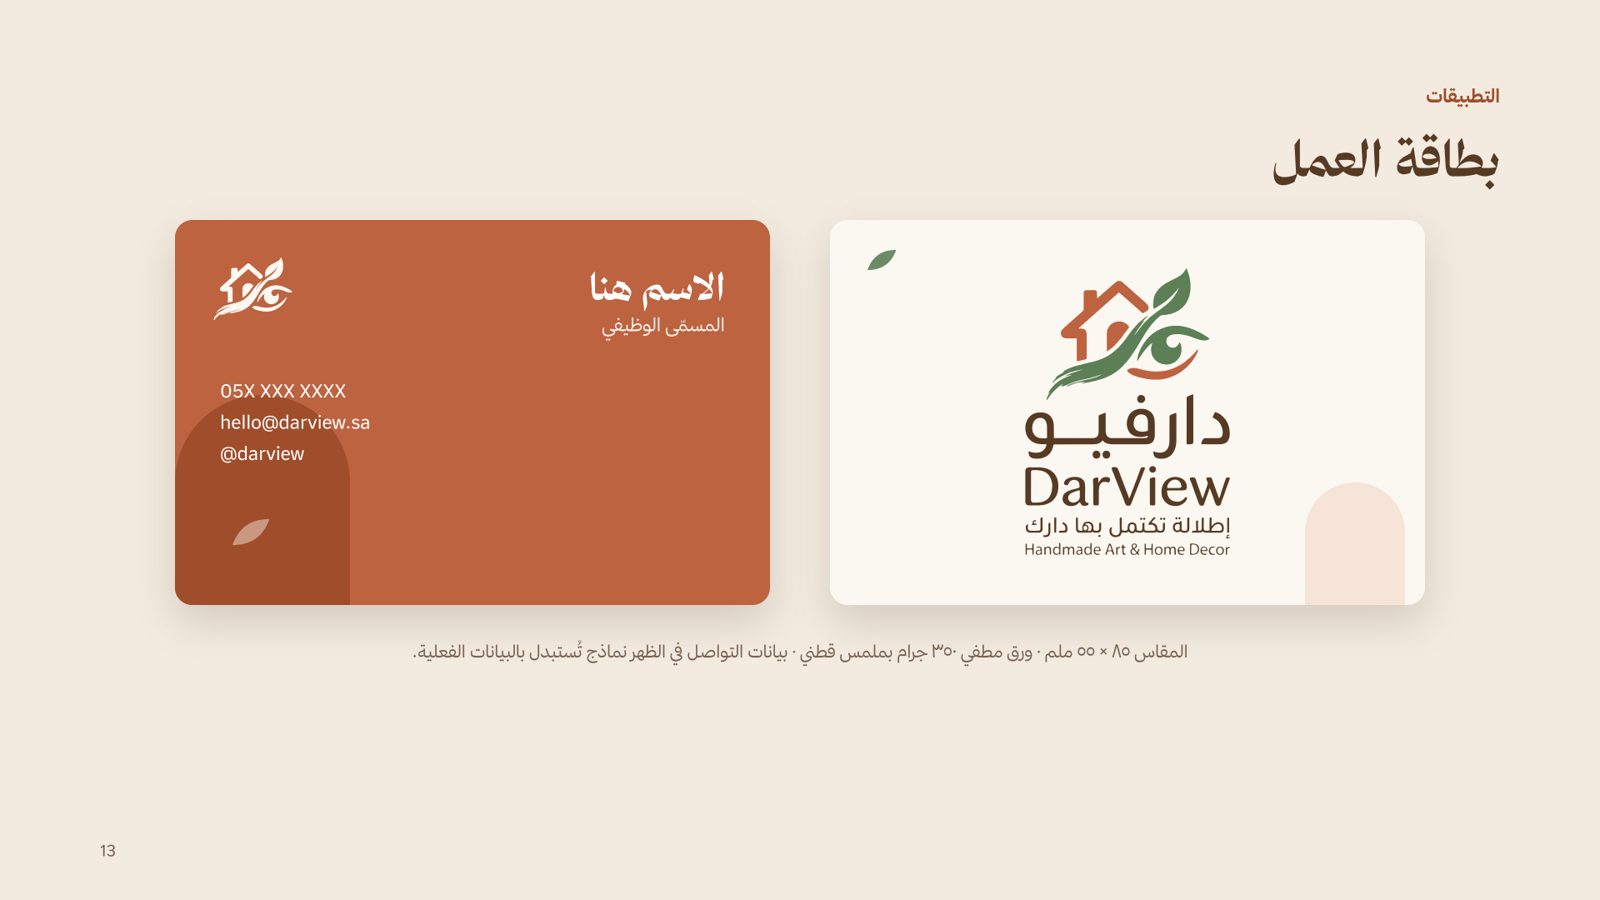 التطبيقات
بطاقة العمل
دارفيو
DarView
إطلالة تكتمل بها دارك
Handmade Art & Home Decor
الاسم هنا
المسمّى الوظيفي
05X XXX XXXX
hello@darview.sa
@darview
المقاس ٨٥ × ٥٥ ملم · ورق مطفي ٣٥٠ جرام بملمس قطني · بيانات التواصل في الظهر نماذج تُستبدل بالبيانات الفعلية.
13